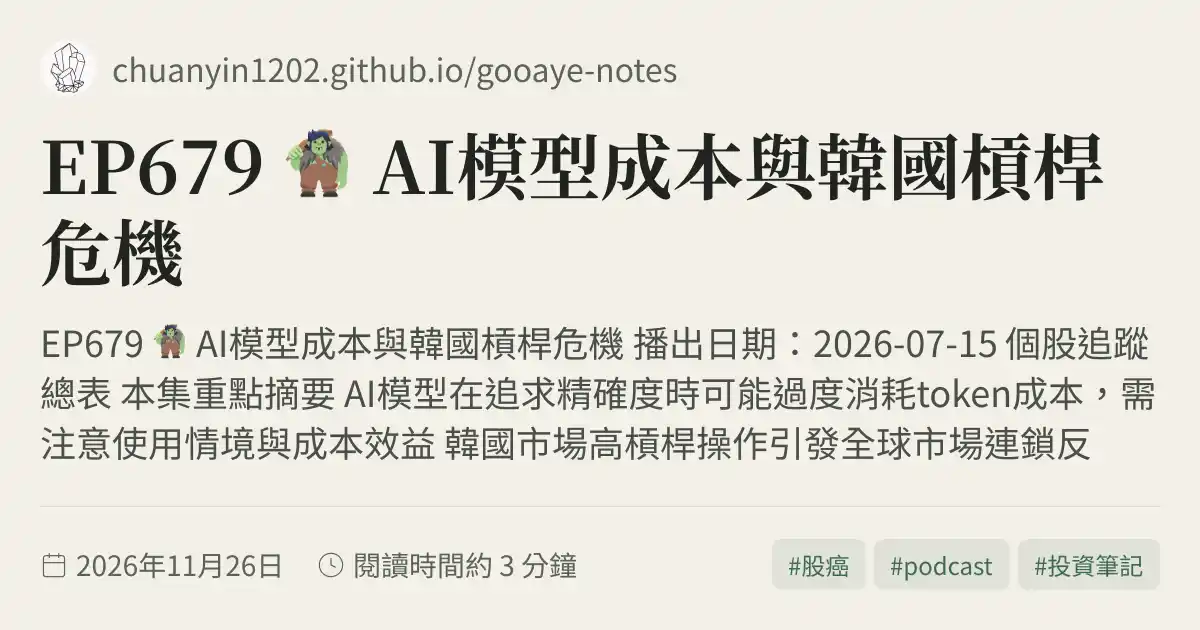 chuanyin1202.github.io/gooaye-notes
EP679 🧌 AI模型成本與韓國槓桿
危機
EP679 🧌 AI模型成本與韓國槓桿危機 播出日期：2026-07-15 個股追蹤
總表 本集重點摘要 AI模型在追求精確度時可能過度消耗token成本，需
注意使用情境與成本效益 韓國市場高槓桿操作引發全球市場連鎖反
2026年11月26日
閱讀時間約 3 分鐘
#股癌
#podcast
#投資筆記